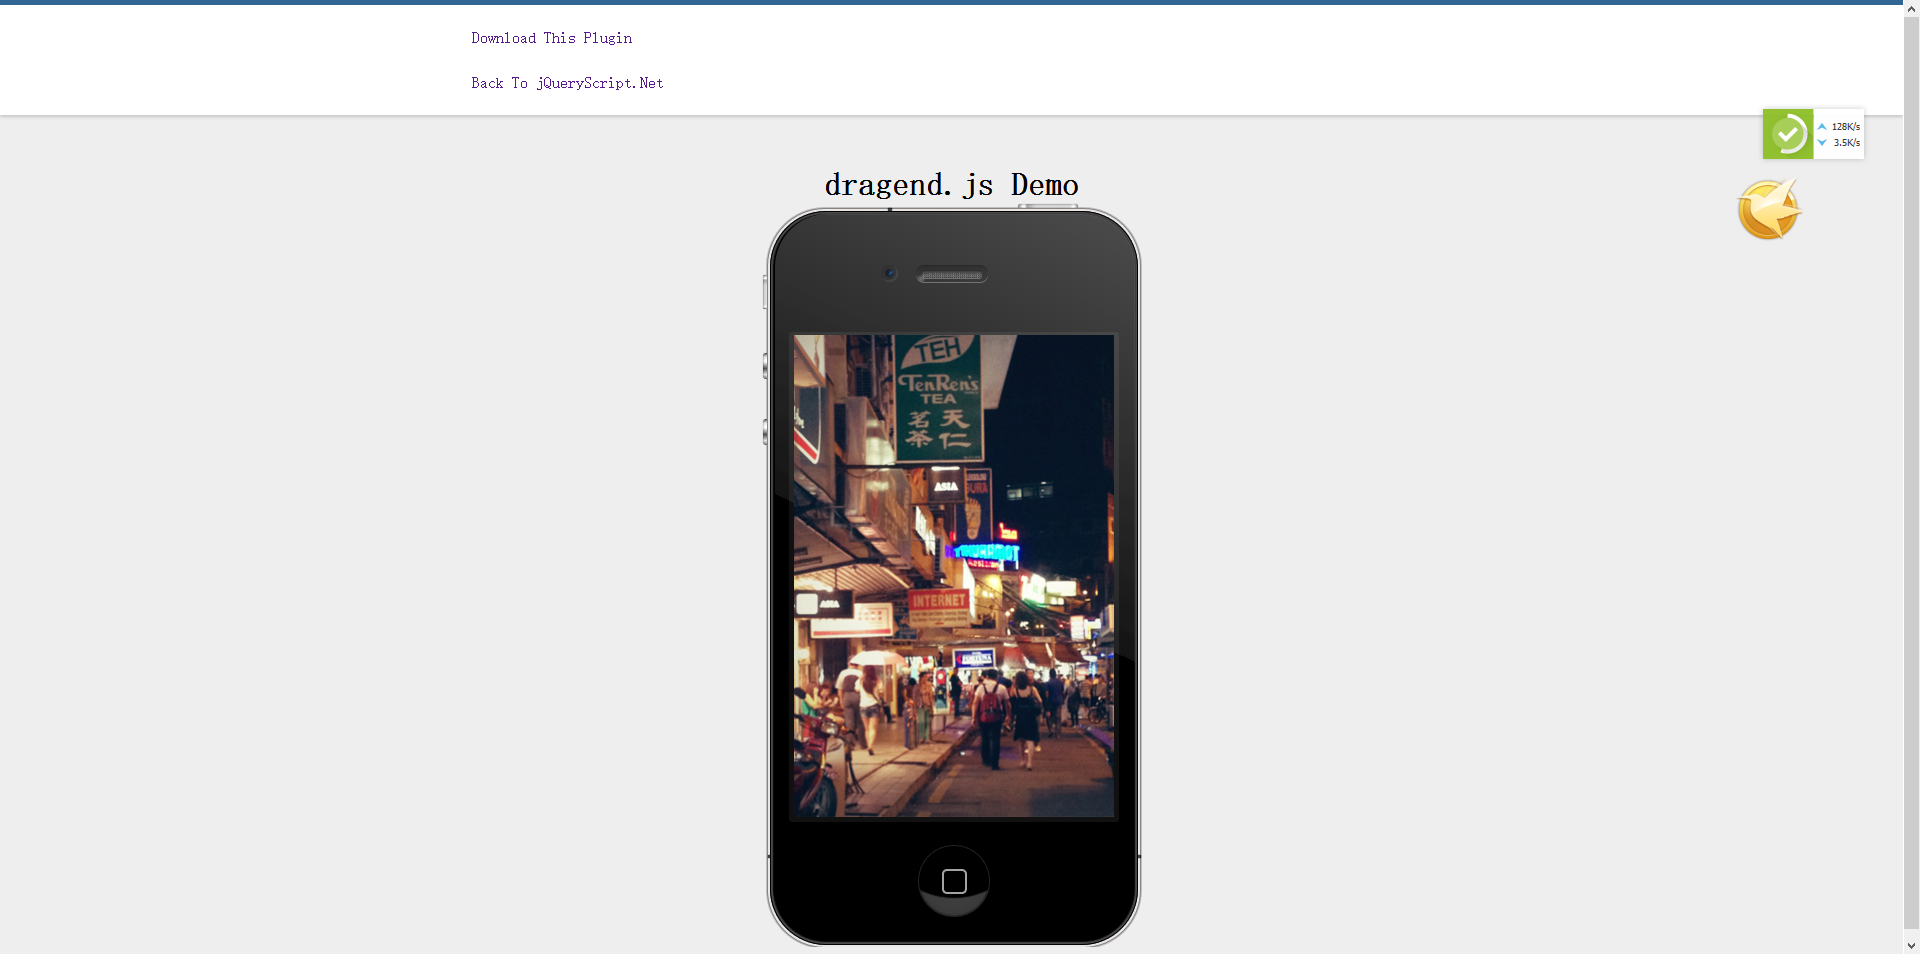 Download This Plugin
Back To jQueryScript.Net
128K/s
3.5K/s
dragend.js Demo
TEH
TenRen's
TEA
茗 天
茶 仁
ASIA
ASIA
INTERNET